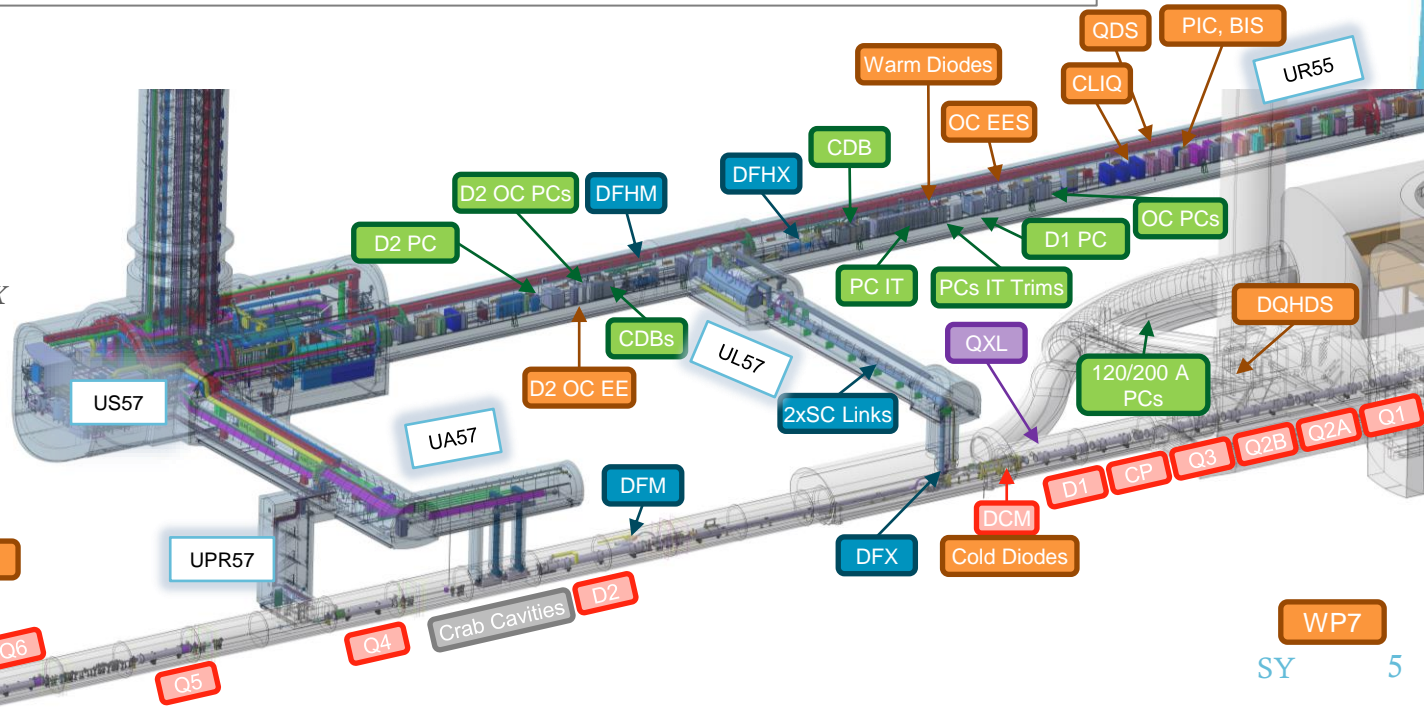 QDS
PIC, BIS
Warm Diodes
CLIQ
UR55
OC EES
CDB
DFHX
D2 OC PCs
DFHM
D2 PC
OC PCs
D1 PC
PC IT
PCs IT Trims
X
DQHDS
CDBs
UL57
QXL
D2 OC EE
120/200 A
PCs
US57
2xSC Links
UA57
Q1
Q2A
Q2B
Q3
CP
D1
DFM
DCM
UPR57
DFX
Cold Diodes
D2
Crab Cavities
Q4
Q6
Q5
WP7
SY
5